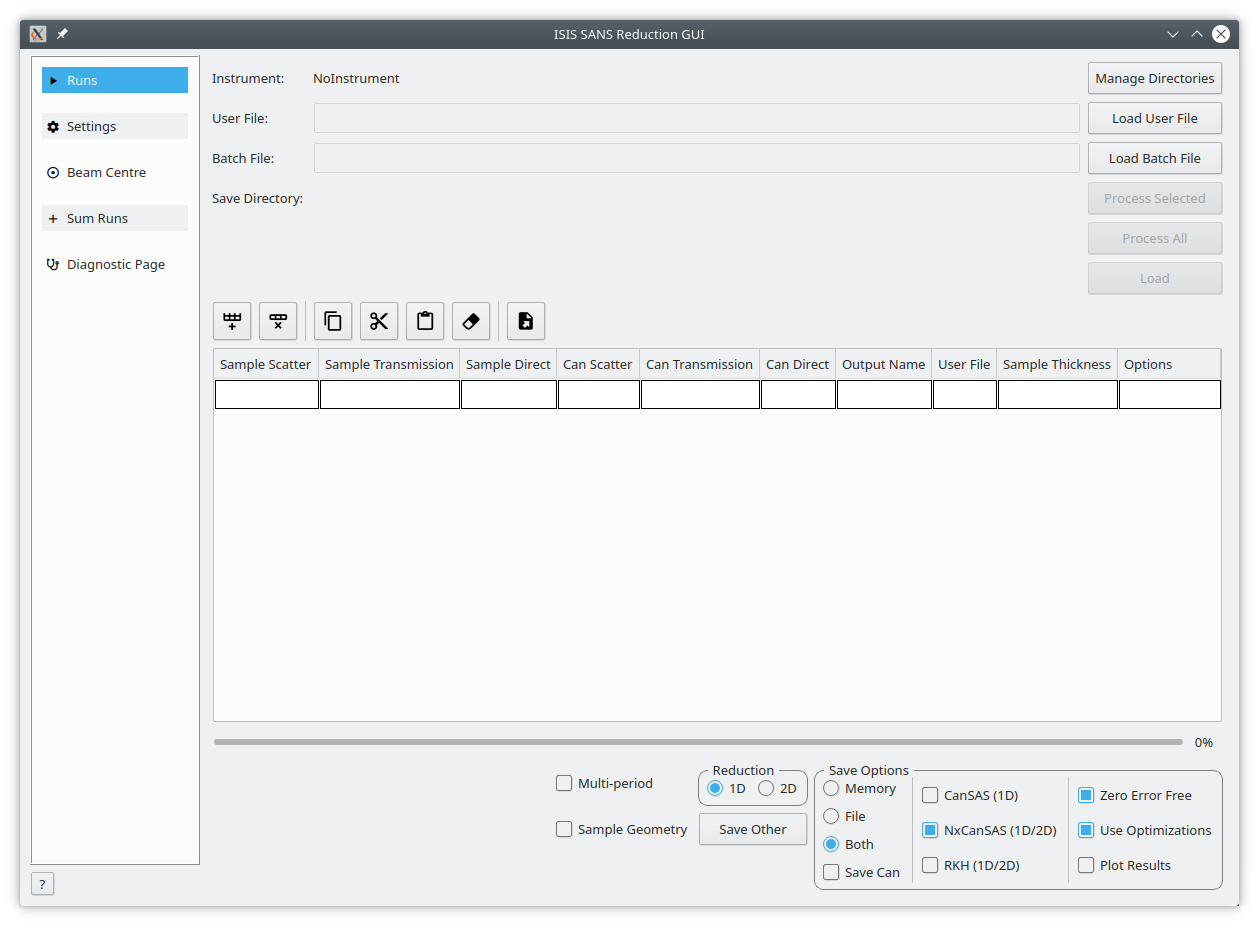 ISIS SANS Reduction GUI
Runs
Settings
Beam Centre
Sum Runs
Diagnostic Page
?
Instrument: NoInstrument
Manage Directories
User File:
Load User File
Batch File:
Load Batch File
Save Directory:
Process Selected
Process All
Load
Sample Scatter Sample Transmission Sample Direct Can Scatter Can Transmission Can Direct Output Name User File Sample Thickness Options
0%
Multi-period
Sample Geometry
Reduction
1D 2D
Save Other
Save Options
Memory
File
Both
Save Can
CanSAS (1D)
NxCanSAS (1D/2D)
RKH (1D/2D)
Zero Error Free
Use Optimizations
Plot Results